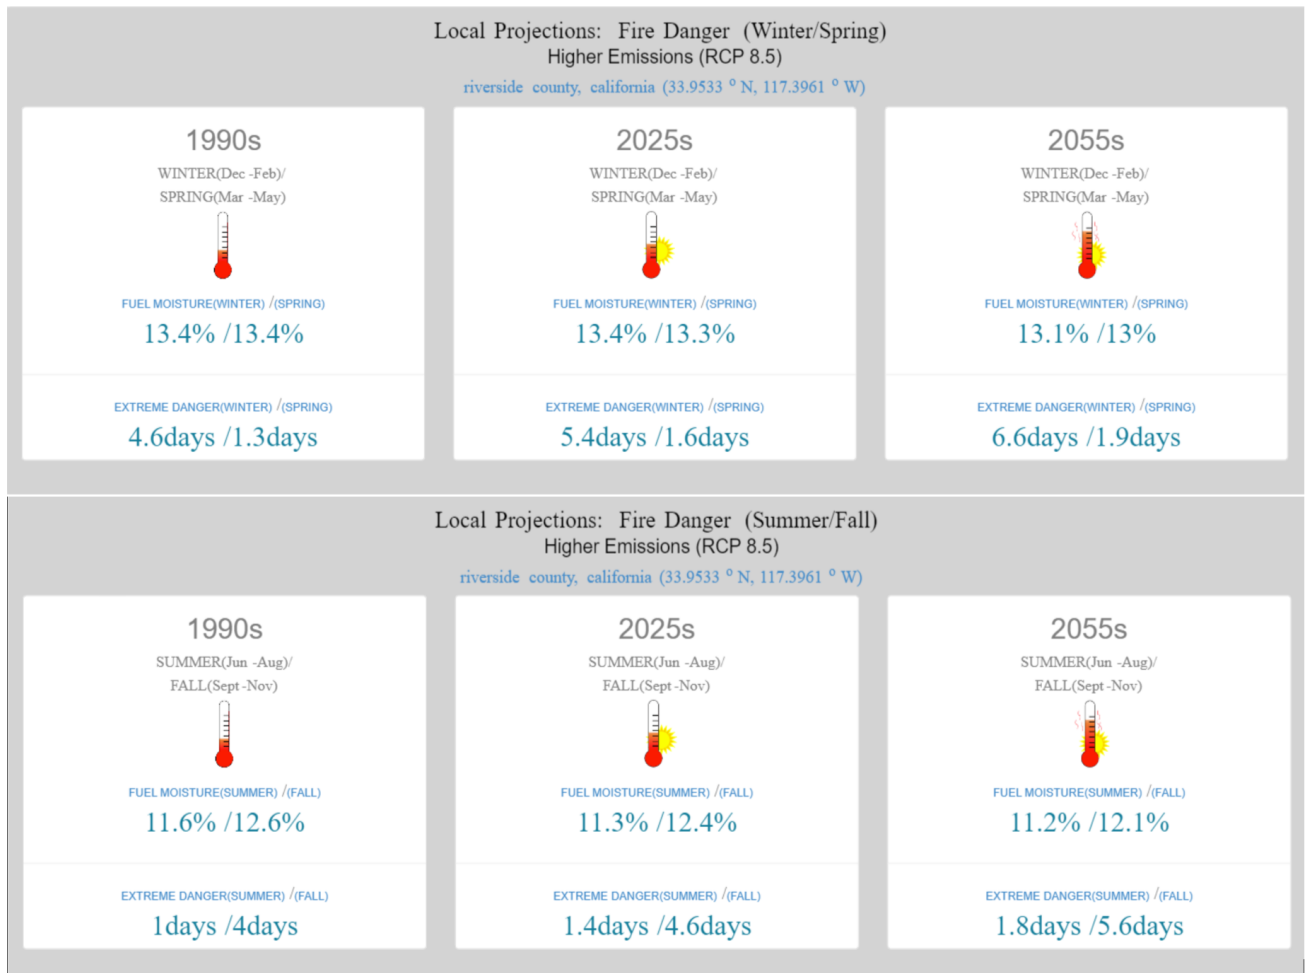 Local Projections: Fire Danger (Winter/Spring)
Higher Emissions (RCP 8.5)
riverside county, california (33.9533 ° N, 117.3961 ° W)
1990s
WINTER(Dec -Feb)/
SPRING(Mar -May)
FUEL MOISTURE(WINTER) /(SPRING)
13.4% /13.4%
EXTREME DANGER(WINTER) /(SPRING)
4.6days /1.3days
2025s
WINTER(Dec -Feb)/
SPRING(Mar -May)
FUEL MOISTURE(WINTER) /(SPRING)
13.4% /13.3%
EXTREME DANGER(WINTER) /(SPRING)
5.4days /1.6days
2055s
WINTER(Dec -Feb)/
SPRING(Mar -May)
FUEL MOISTURE(WINTER) /(SPRING)
13.1% /13%
EXTREME DANGER(WINTER) /(SPRING)
6.6days /1.9days
Local Projections: Fire Danger (Summer/Fall)
Higher Emissions (RCP 8.5)
riverside county, california (33.9533 ° N, 117.3961 ° W)
1990s
SUMMER(Jun -Aug)/
FALL(Sept -Nov)
FUEL MOISTURE(SUMMER) /(FALL)
11.6% /12.6%
EXTREME DANGER(SUMMER) /(FALL)
1days /4days
2025s
SUMMER(Jun -Aug)/
FALL(Sept -Nov)
FUEL MOISTURE(SUMMER) /(FALL)
11.3% /12.4%
EXTREME DANGER(SUMMER) /(FALL)
1.4days /4.6days
2055s
SUMMER(Jun -Aug)/
FALL(Sept -Nov)
FUEL MOISTURE(SUMMER) /(FALL)
11.2% /12.1%
EXTREME DANGER(SUMMER) /(FALL)
1.8days /5.6days